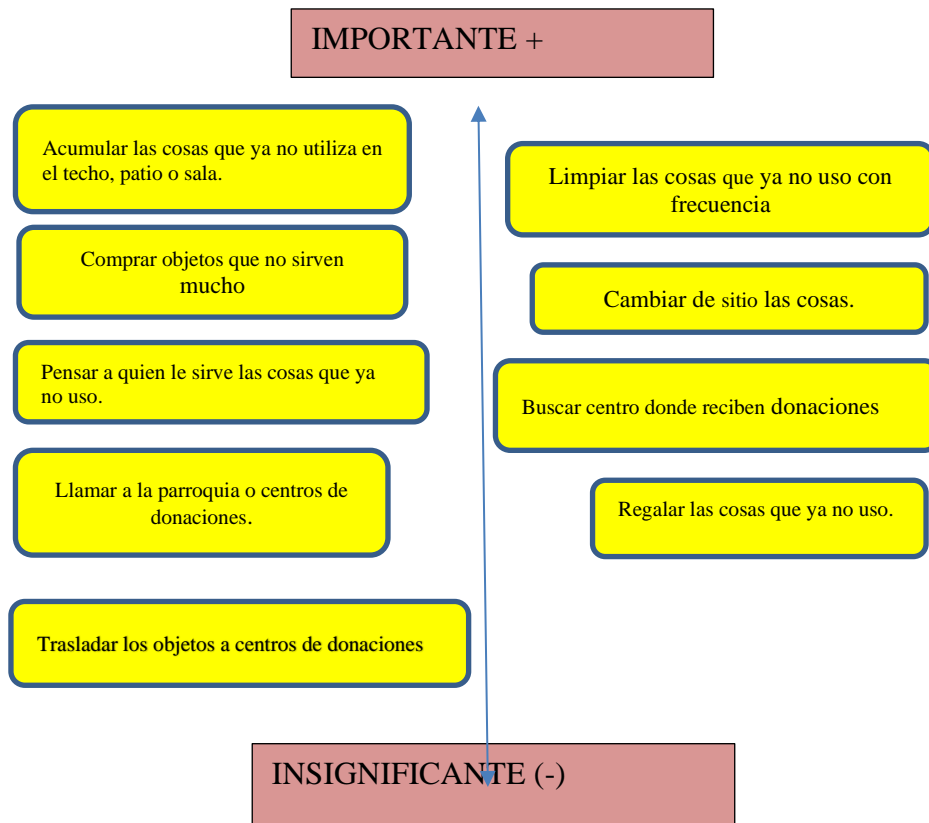 IMPORTANTE +
Acumular las cosas que ya no utiliza en
el techo, patio o sala.
Limpiar las cosas que ya no uso con
frecuencia
Comprar objetos que no sirven
mucho
Cambiar de sitio las cosas.
Pensar a quien le sirve las cosas que ya
no uso.
Buscar centro donde reciben donaciones
Llamar a la parroquia o centros de
donaciones.
Regalar las cosas que ya no uso.
Trasladar los objetos a centros de donaciones
INSIGNIFICANTE (-)